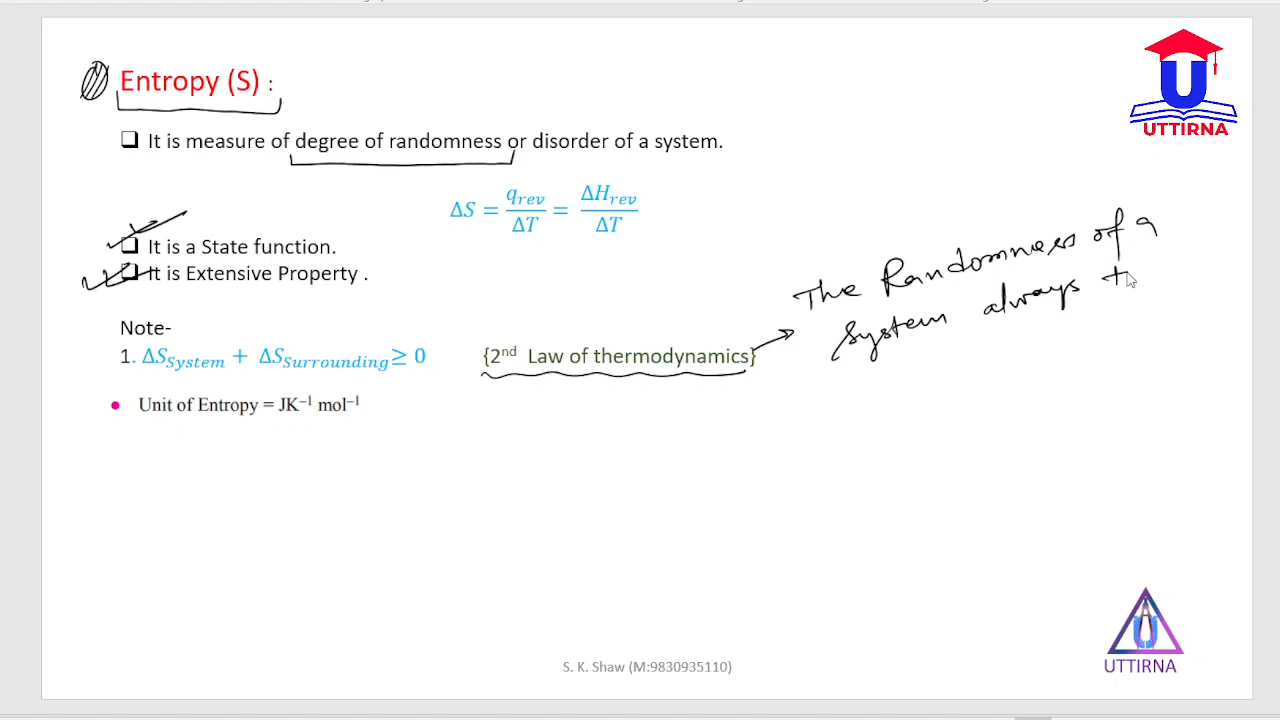 UTTIRNA
Entropy (S) :
❑ It is measure of degree of randomness or disorder of a system.
ΔS = q_rev/ΔT = ΔH_rev/ΔT
❑ It is a State function.
❑ It is Extensive Property .
The Randomness of a
System always t
Note-
1. ΔS_System + ΔS_Surrounding ≥ 0 {2nd Law of thermodynamics}
• Unit of Entropy = JK⁻¹ mol⁻¹
S. K. Shaw (M:9830935110)
UTTIRNA